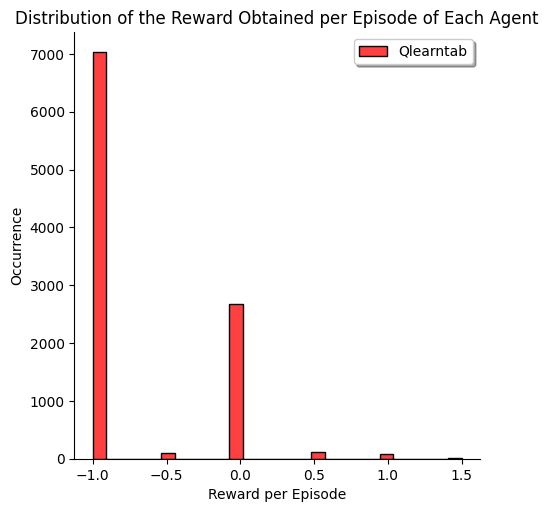 Distribution of the Reward Obtained per Episode of Each Agent
Qlearntab
7000
6000
5000
4000
3000
2000
1000
0
Occurrence
−1.0 −0.5 0.0 0.5 1.0 1.5
Reward per Episode